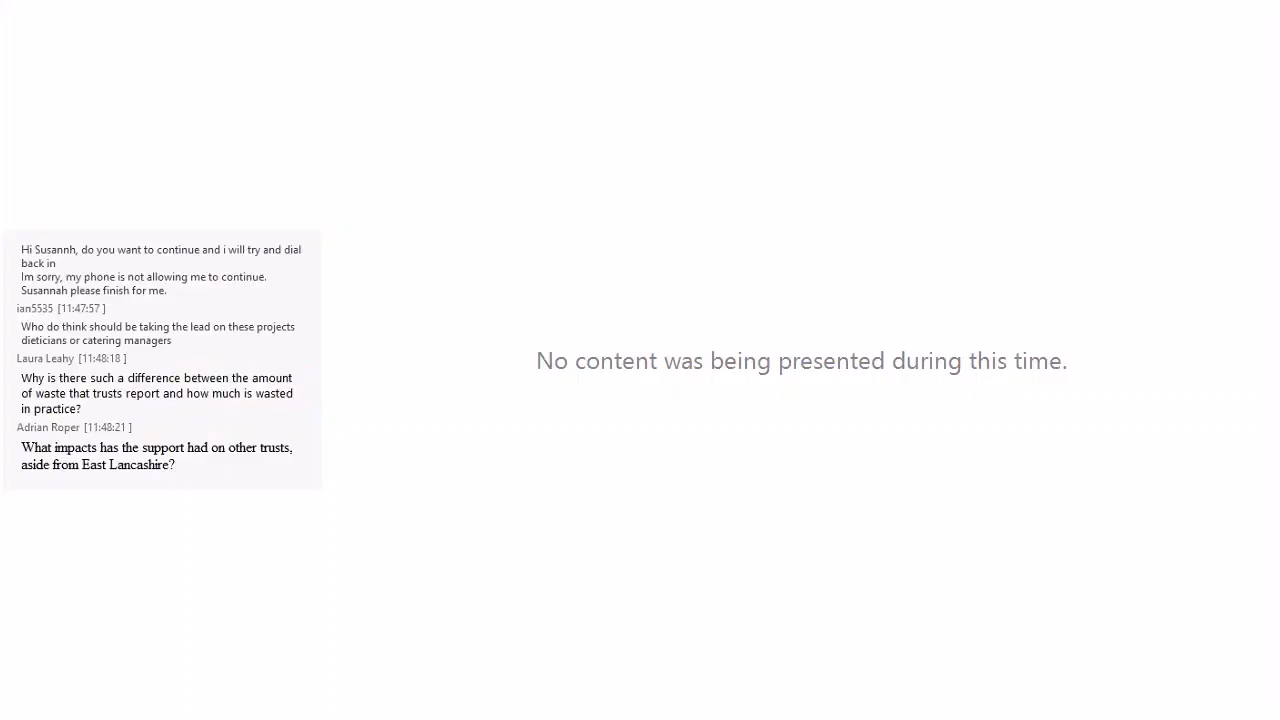 Hi Susannh, do you want to continue and i will try and dial
back in
Im sorry, my phone is not allowing me to continue.
Susannah please finish for me.
ian5535 [11:47:57 ]
Who do think should be taking the lead on these projects
dieticians or catering managers
Laura Leahy [11:48:18 ]
Why is there such a difference between the amount
of waste that trusts report and how much is wasted
in practice?
Adrian Roper [11:48:21 ]
What impacts has the support had on other trusts,
aside from East Lancashire?
No content was being presented during this time.